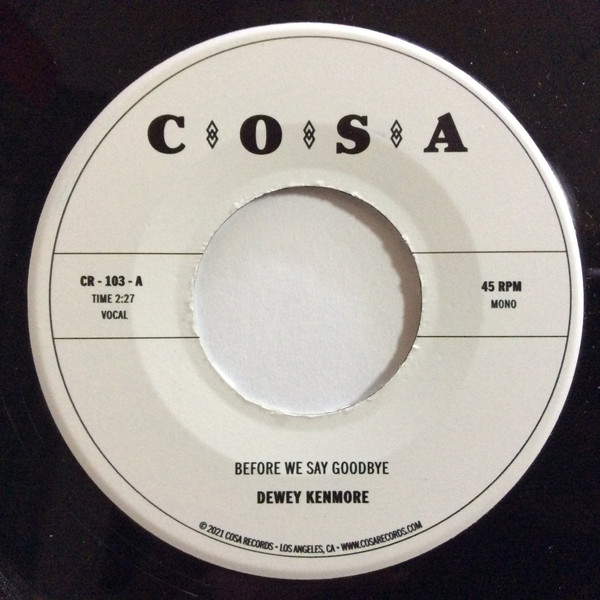 COSA
CR - 103 - A
TIME 2:27
VOCAL
45 RPM
MONO
BEFORE WE SAY GOODBYE
DEWEY KENMORE
© 2021 COSA RECORDS • LOS ANGELES, CA • WWW.COSARECORDS.COM